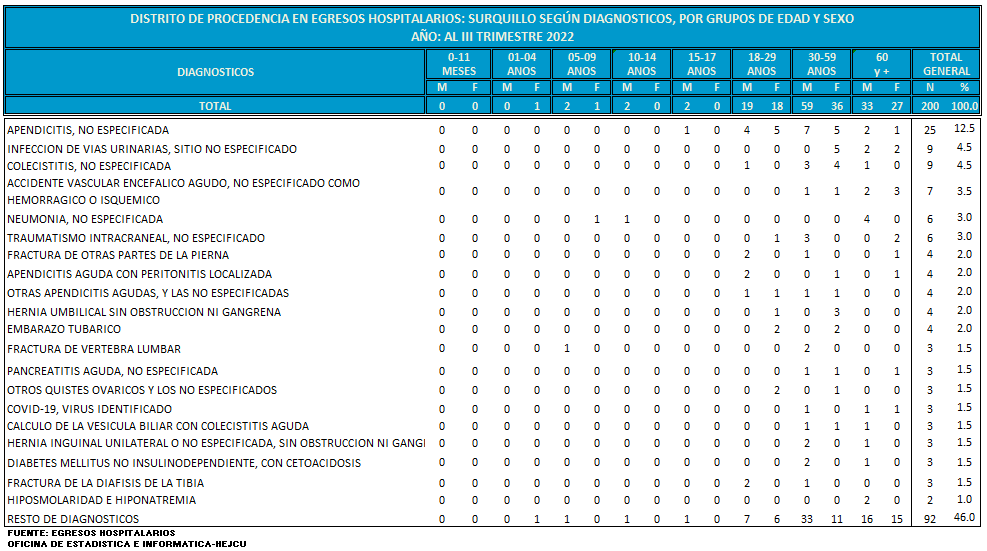 DISTRITO DE PROCEDENCIA EN EGRESOS HOSPITALARIOS: SURQUILLO SEGÚN DIAGNOSTICOS, POR GRUPOS DE EDAD Y SEXO
AÑO: AL III TRIMESTRE 2022
DIAGNOSTICOS 0-11 MESES 01-04 ANOS 05-09 ANOS 10-14 ANOS 15-17 ANOS 18-29 ANOS 30-59 ANOS 60 y + TOTAL GENERAL
M F M F M F M F M F M F M F M F N %
TOTAL 0 0 0 1 2 1 2 0 2 0 19 18 59 36 33 27 200 100.0
APENDICITIS, NO ESPECIFICADA 0 0 0 0 0 0 0 0 1 0 4 5 7 5 2 1 25 12.5
INFECCION DE VIAS URINARIAS, SITIO NO ESPECIFICADO 0 0 0 0 0 0 0 0 0 0 0 0 0 5 2 2 9 4.5
COLECISTITIS, NO ESPECIFICADA 0 0 0 0 0 0 0 0 0 0 1 0 3 4 1 0 9 4.5
ACCIDENTE VASCULAR ENCEFALICO AGUDO, NO ESPECIFICADO COMO
HEMORRAGICO O ISQUEMICO 0 0 0 0 0 0 0 0 0 0 0 0 1 1 2 3 7 3.5
NEUMONIA, NO ESPECIFICADA 0 0 0 0 0 1 1 0 0 0 0 0 0 0 4 0 6 3.0
TRAUMATISMO INTRACRANEAL, NO ESPECIFICADO 0 0 0 0 0 0 0 0 0 0 0 1 3 0 0 2 6 3.0
FRACTURA DE OTRAS PARTES DE LA PIERNA 0 0 0 0 0 0 0 0 0 0 2 0 1 0 0 1 4 2.0
APENDICITIS AGUDA CON PERITONITIS LOCALIZADA 0 0 0 0 0 0 0 0 0 0 2 0 0 1 0 1 4 2.0
OTRAS APENDICITIS AGUDAS, Y LAS NO ESPECIFICADAS 0 0 0 0 0 0 0 0 0 0 1 1 1 1 0 0 4 2.0
HERNIA UMBILICAL SIN OBSTRUCCION NI GANGRENA 0 0 0 0 0 0 0 0 0 0 0 1 0 3 0 0 4 2.0
EMBARAZO TUBARICO 0 0 0 0 0 0 0 0 0 0 0 2 0 2 0 0 4 2.0
FRACTURA DE VERTEBRA LUMBAR 0 0 0 0 1 0 0 0 0 0 0 0 2 0 0 0 3 1.5
PANCREATITIS AGUDA, NO ESPECIFICADA 0 0 0 0 0 0 0 0 0 0 0 0 1 1 0 1 3 1.5
OTROS QUISTES OVARICOS Y LOS NO ESPECIFICADOS 0 0 0 0 0 0 0 0 0 0 0 2 0 1 0 0 3 1.5
COVID-19, VIRUS IDENTIFICADO 0 0 0 0 0 0 0 0 0 0 0 0 1 0 1 1 3 1.5
CALCULO DE LA VESICULA BILIAR CON COLECISTITIS AGUDA 0 0 0 0 0 0 0 0 0 0 0 0 1 1 1 0 3 1.5
HERNIA INGUINAL UNILATERAL O NO ESPECIFICADA, SIN OBSTRUCCION NI GANGI 0 0 0 0 0 0 0 0 0 0 0 0 2 0 1 0 3 1.5
DIABETES MELLITUS NO INSULINODEPENDIENTE, CON CETOACIDOSIS 0 0 0 0 0 0 0 0 0 0 0 0 2 0 1 0 3 1.5
FRACTURA DE LA DIAFISIS DE LA TIBIA 0 0 0 0 0 0 0 0 0 0 2 0 1 0 0 0 3 1.5
HIPOSMOLARIDAD E HIPONATREMIA 0 0 0 0 0 0 0 0 0 0 0 0 0 0 2 0 2 1.0
RESTO DE DIAGNOSTICOS 0 0 0 1 1 0 1 0 1 0 7 6 33 11 16 15 92 46.0
FUENTE: EGRESOS HOSPITALARIOS
OFICINA DE ESTADISTICA E INFORMATICA-HEJCU